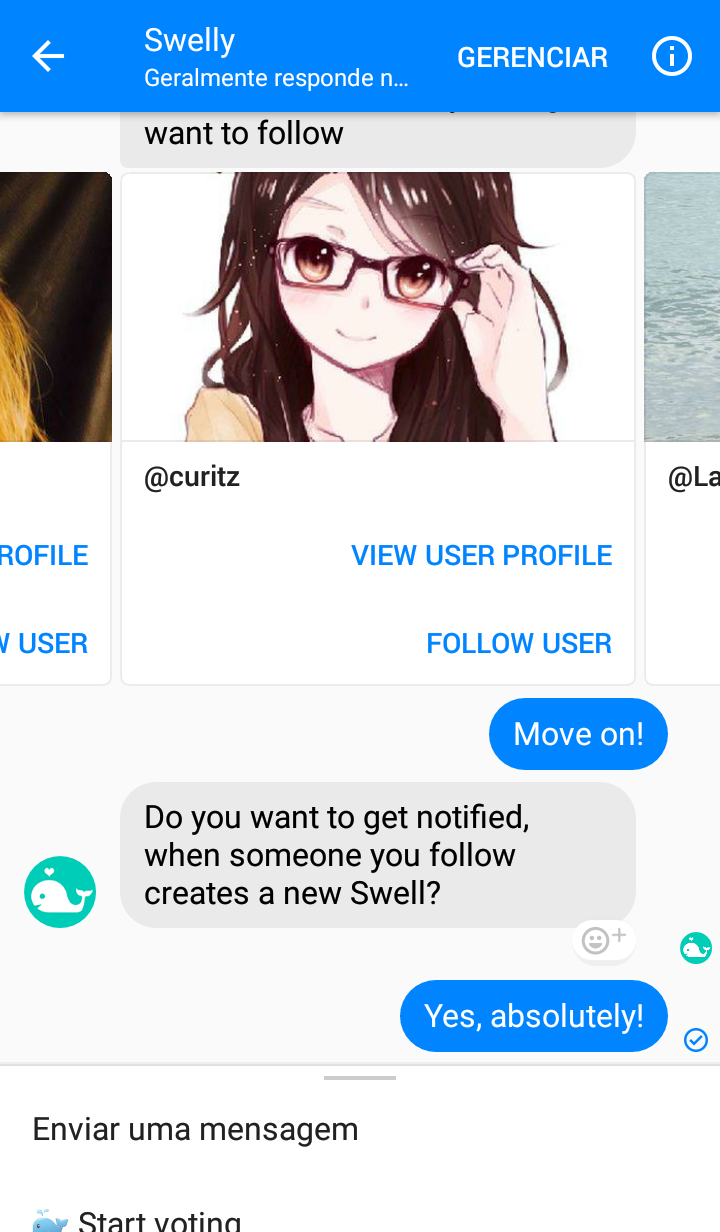 Swelly
Geralmente responde n...
GERENCIAR
want to follow
@curitz
@La
ROFILE
VIEW USER PROFILE
W USER
FOLLOW USER
Move on!
Do you want to get notified,
when someone you follow
creates a new Swell?
Yes, absolutely!
Enviar uma mensagem
Start voting